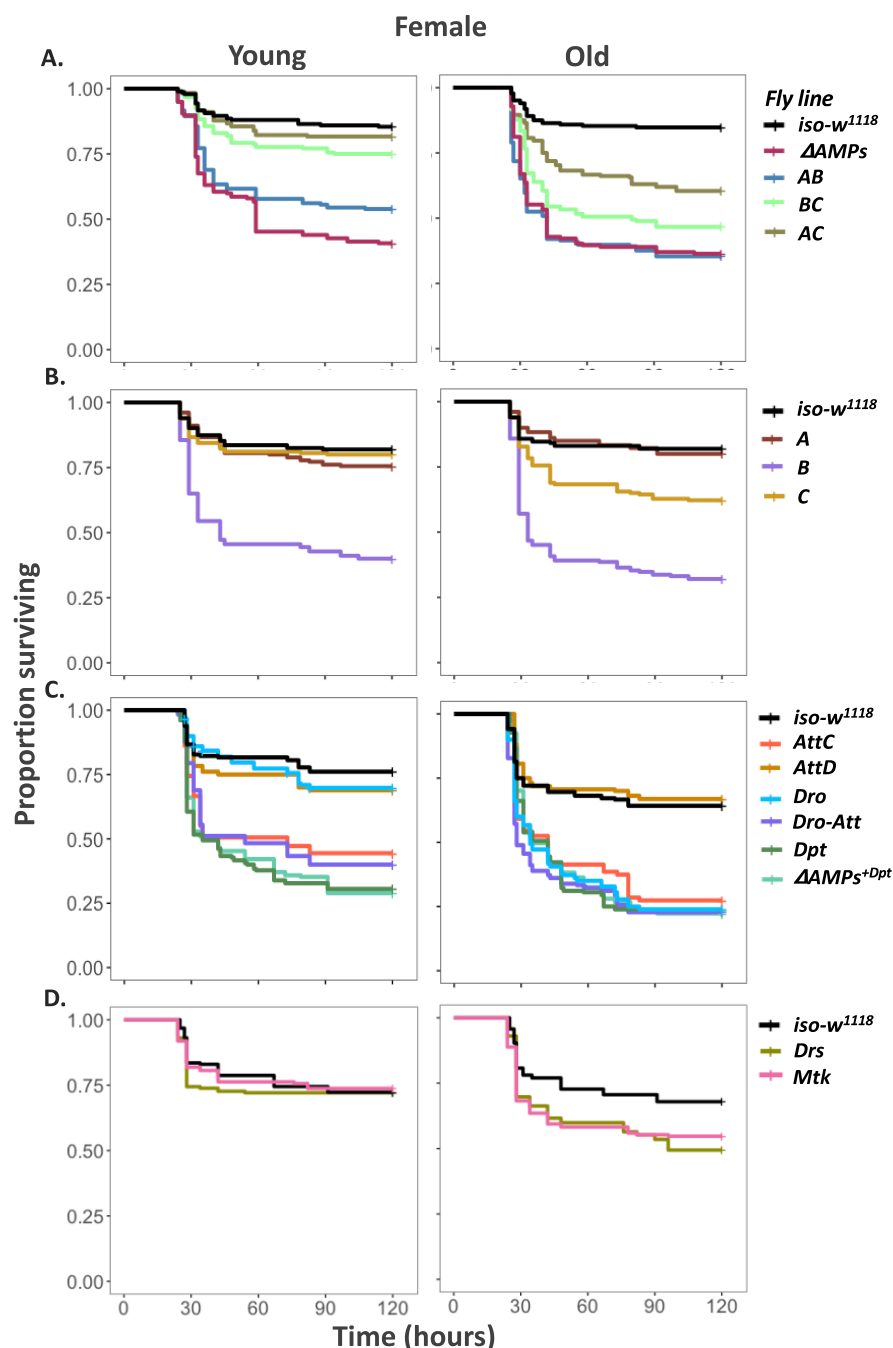 Female
Young
Old
A.
1.00
0.75
0.50
0.25
0.00
Fly line
iso-w1118
ΔAMPs
AB
BC
AC
B.
1.00
0.75
0.50
0.25
0.00
iso-w1118
A
B
C
C.
1.00
0.75
0.50
0.25
0.00
iso-w1118
AttC
AttD
Dro
Dro-Att
Dpt
ΔAMPs+Dpt
D.
1.00
0.75
0.50
0.25
0.00
iso-w1118
Drs
Mtk
0 30 60 90 120
0 30 60 90 120
Time (hours)
Proportion surviving